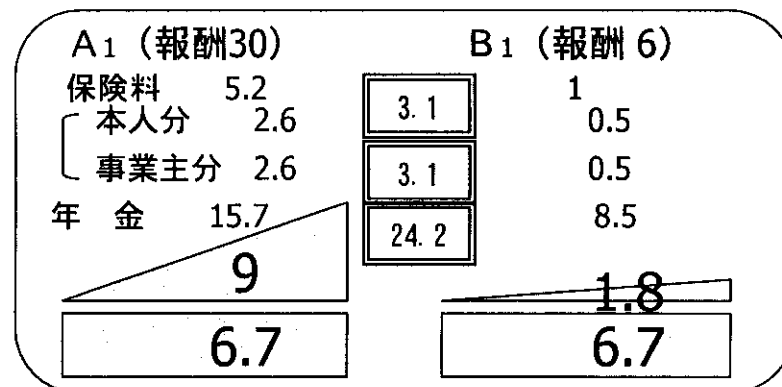 A1（報酬30） B1（報酬 6）
保険料 5.2 1
本人分 2.6 3.1 0.5
事業主分 2.6 3.1 0.5
年 金 15.7 24.2 8.5
9 1.8
6.7 6.7